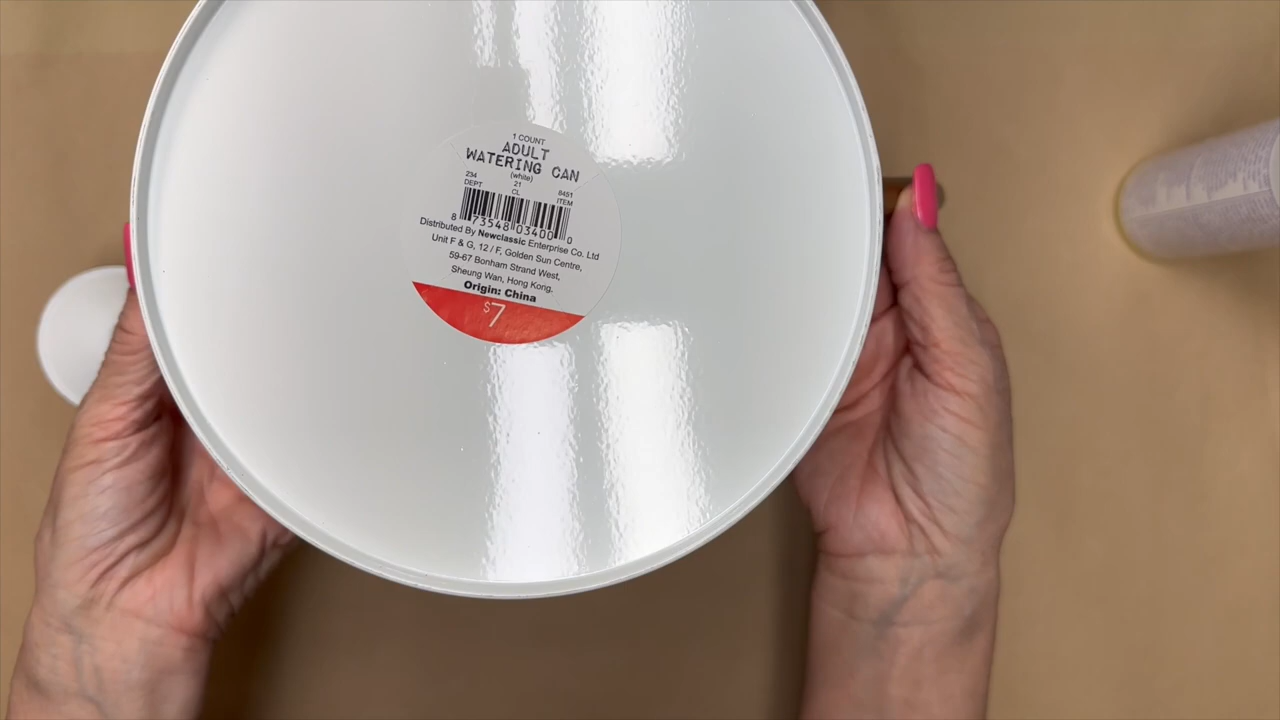 1 COUNT
ADULT
WATERING CAN
(white)
234 21 8451
DEPT CL ITEM
8 73548 03400 0
Distributed By Newclassic Enterprise Co. Ltd
Unit F & G, 12 / F, Golden Sun Centre,
59-67 Bonham Strand West,
Sheung Wan, Hong Kong.
Origin: China
$7